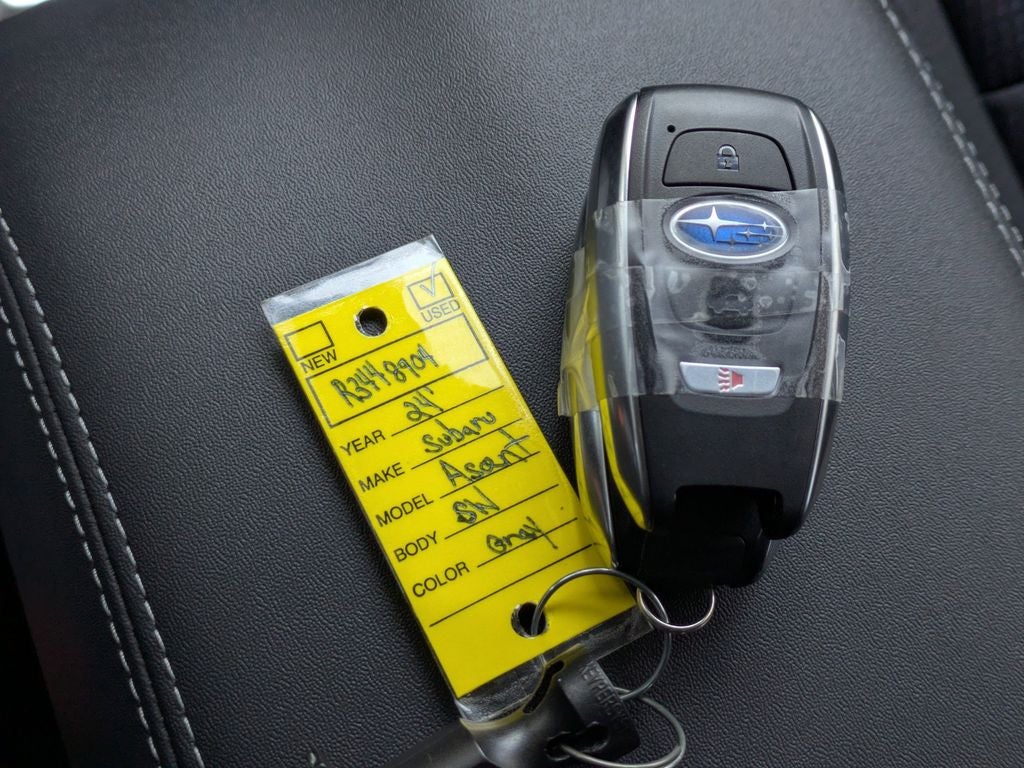 NEW
USED
R3448904
YEAR 24'
MAKE Subaru
MODEL Asent
BODY SW
COLOR Gray